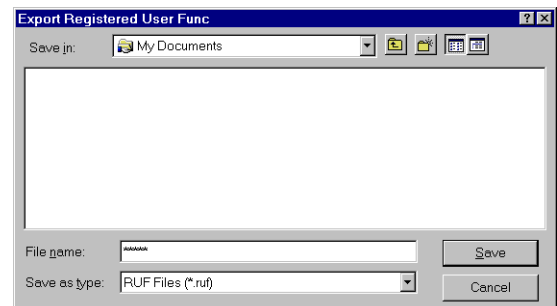 Export Registered User Func
Save in: My Documents
File name: *****
Save as type: RUF Files (*.ruf)
Save
Cancel